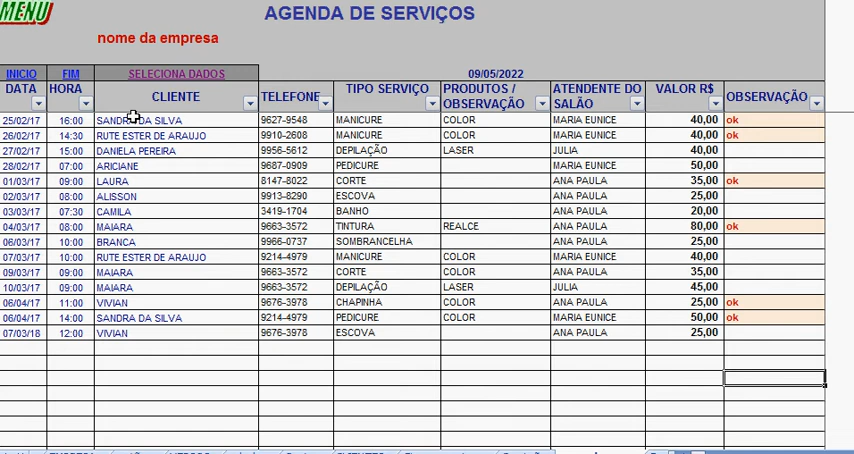 MENU
AGENDA DE SERVIÇOS
nome da empresa
INICIO FIM SELECIONA DADOS 09/05/2022
DATA HORA CLIENTE TELEFONE TIPO SERVIÇO PRODUTOS / OBSERVAÇÃO ATENDENTE DO SALÃO VALOR R$ OBSERVAÇÃO
25/02/17 16:00 SANDRA DA SILVA 9627-9548 MANICURE COLOR MARIA EUNICE 40,00 ok
26/02/17 14:30 RUTE ESTER DE ARAUJO 9910-2608 MANICURE COLOR MARIA EUNICE 40,00 ok
27/02/17 15:00 DANIELA PEREIRA 9956-5612 DEPILAÇÃO LASER JULIA 40,00
28/02/17 07:00 ARICIANE 9687-0909 PEDICURE MARIA EUNICE 50,00
01/03/17 09:00 LAURA 8147-8022 CORTE ANA PAULA 35,00 ok
02/03/17 08:00 ALISSON 9913-8290 ESCOVA ANA PAULA 25,00
03/03/17 07:30 CAMILA 3419-1704 BANHO ANA PAULA 20,00
04/03/17 08:00 MAIARA 9663-3572 TINTURA REALCE ANA PAULA 80,00 ok
06/03/17 10:00 BRANCA 9966-0737 SOMBRANCELHA ANA PAULA 25,00
07/03/17 10:00 RUTE ESTER DE ARAUJO 9214-4979 MANICURE COLOR MARIA EUNICE 40,00
09/03/17 09:00 MAIARA 9663-3572 CORTE COLOR ANA PAULA 35,00
10/03/17 09:00 MAIARA 9663-3572 DEPILAÇÃO LASER JULIA 45,00
06/04/17 11:00 VIVIAN 9676-3978 CHAPINHA COLOR ANA PAULA 25,00 ok
06/04/17 14:00 SANDRA DA SILVA 9214-4979 PEDICURE COLOR MARIA EUNICE 50,00 ok
07/03/18 12:00 VIVIAN 9676-3978 ESCOVA ANA PAULA 25,00